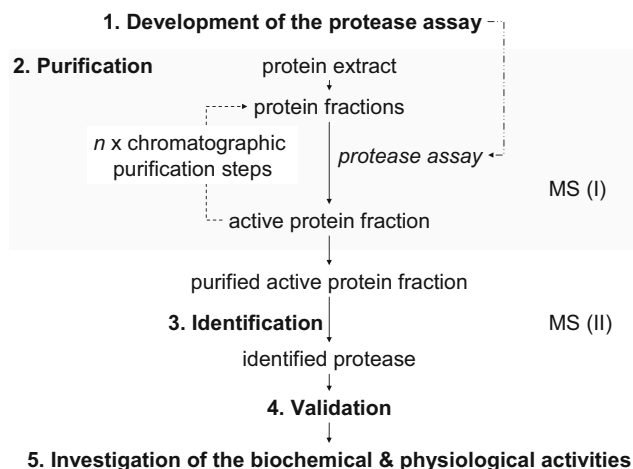 1. Development of the protease assay
2. Purification
protein extract
protein fractions
n x chromatographic
purification steps
protease assay
MS (I)
active protein fraction
purified active protein fraction
3. Identification
MS (II)
identified protease
4. Validation
5. Investigation of the biochemical & physiological activities